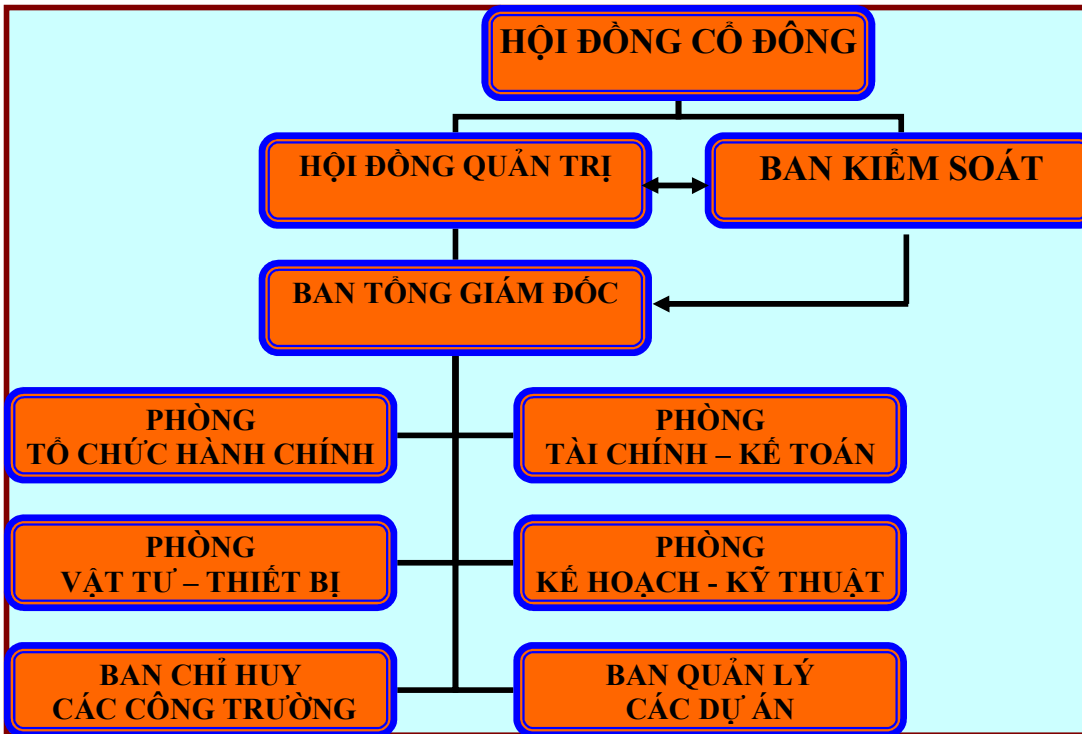 HỘI ĐỒNG CỔ ĐÔNG
HỘI ĐỒNG QUẢN TRỊ
BAN KIỂM SOÁT
BAN TỔNG GIÁM ĐỐC
PHÒNG
TỔ CHỨC HÀNH CHÍNH
PHÒNG
TÀI CHÍNH – KẾ TOÁN
PHÒNG
VẬT TƯ – THIẾT BỊ
PHÒNG
KẾ HOẠCH - KỸ THUẬT
BAN CHỈ HUY
CÁC CÔNG TRƯỜNG
BAN QUẢN LÝ
CÁC DỰ ÁN